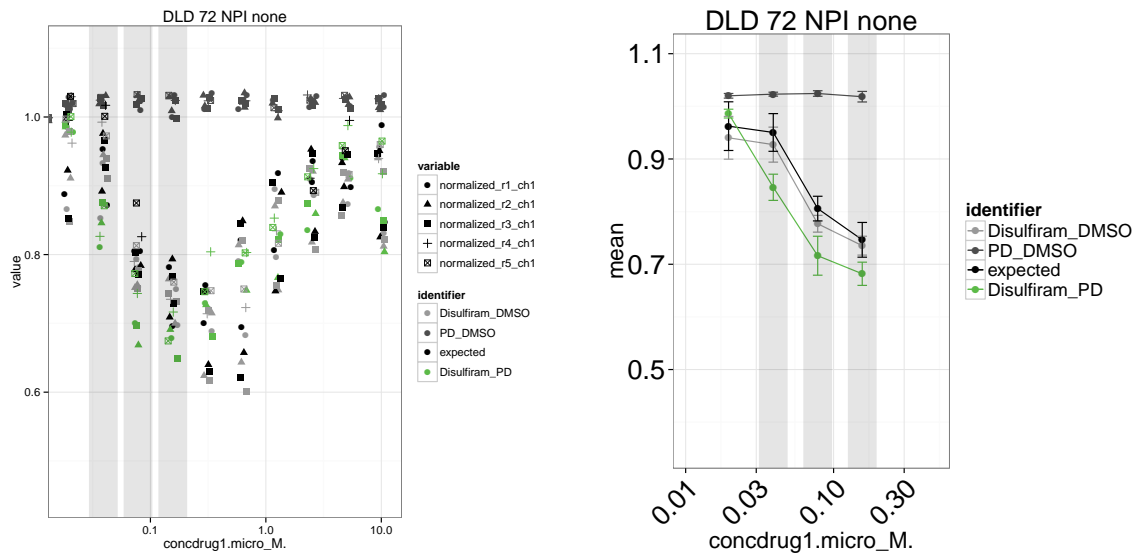 DLD 72 NPI none
value
1.0
0.8
0.6
0.1
1.0
10.0
concdrug1.micro_M.
variable
normalized_r1_ch1
normalized_r2_ch1
normalized_r3_ch1
normalized_r4_ch1
normalized_r5_ch1
identifier
Disulfiram_DMSO
PD_DMSO
expected
Disulfiram_PD
DLD 72 NPI none
mean
1.1
0.9
0.7
0.5
0.01
0.03
0.10
0.30
concdrug1.micro_M.
identifier
Disulfiram_DMSO
PD_DMSO
expected
Disulfiram_PD